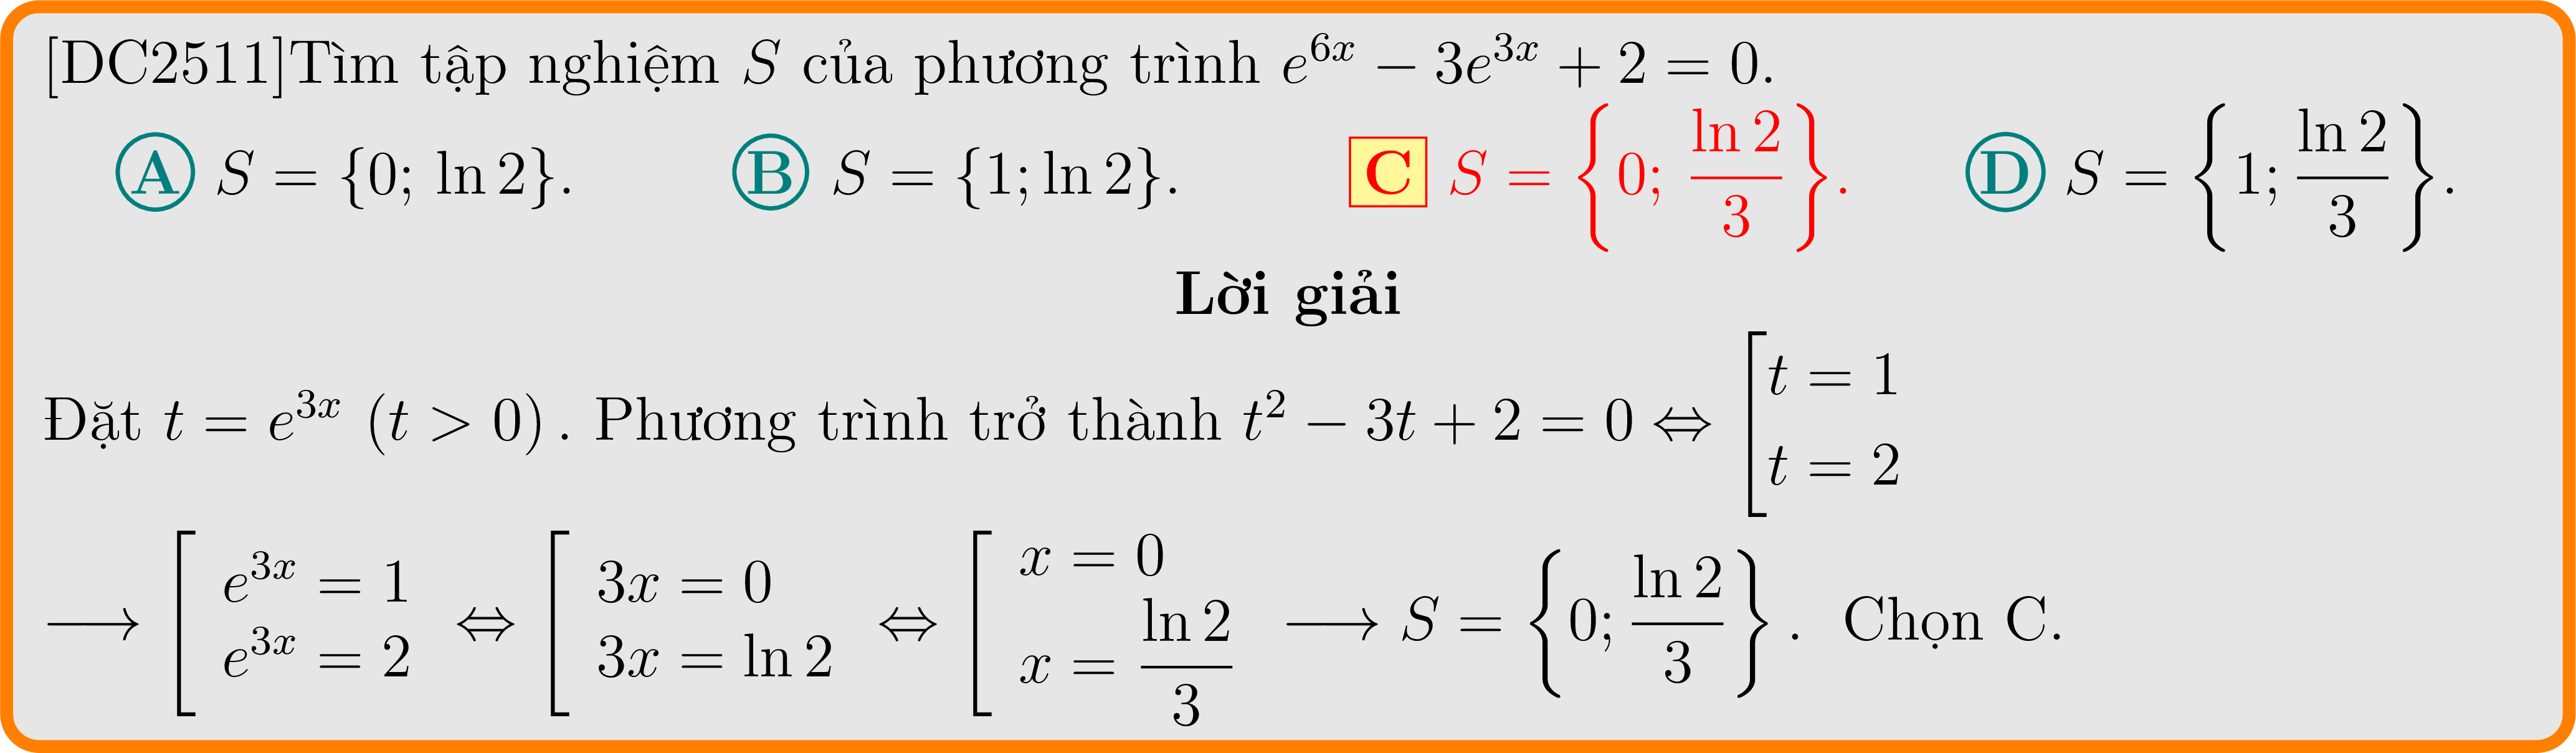 [DC2511]Tìm tập nghiệm $S$ của phương trình $e^{6x} - 3e^{3x} + 2 = 0.$
A $S = \{0;\, \ln 2\}.$ B $S = \{1; \ln 2\}.$ C $S = \left\{0;\, \dfrac{\ln 2}{3}\right\}.$ D $S = \left\{1; \dfrac{\ln 2}{3}\right\}.$
Lời giải
Đặt $t = e^{3x}\ (t > 0).$ Phương trình trở thành $t^2 - 3t + 2 = 0 \Leftrightarrow \left[\begin{array}{l} t = 1 \\ t = 2 \end{array}\right.$
$\longrightarrow \left[\begin{array}{l} e^{3x} = 1 \\ e^{3x} = 2 \end{array}\right. \Leftrightarrow \left[\begin{array}{l} 3x = 0 \\ 3x = \ln 2 \end{array}\right. \Leftrightarrow \left[\begin{array}{l} x = 0 \\ x = \dfrac{\ln 2}{3} \end{array}\right. \longrightarrow S = \left\{0; \dfrac{\ln 2}{3}\right\}.$ Chọn C.